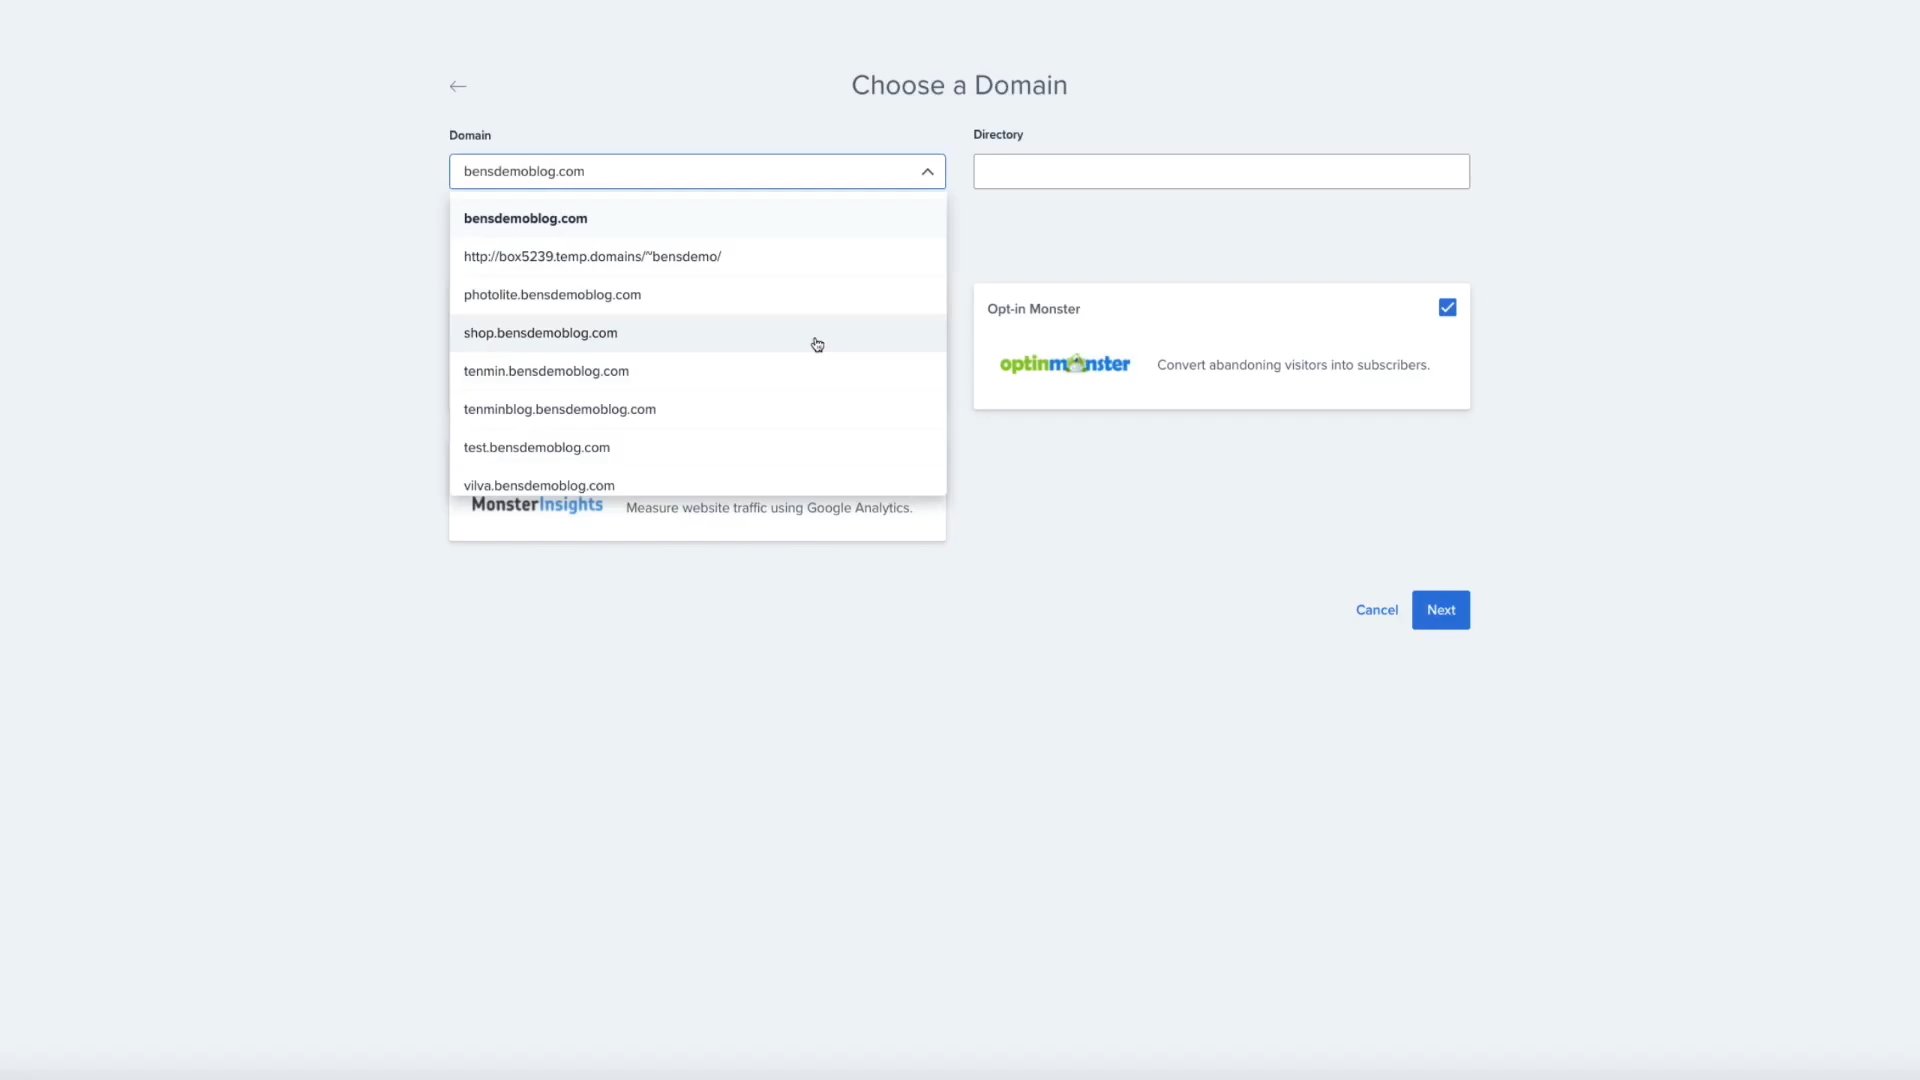 Choose a Domain
Domain
Directory
bensdemoblog.com
bensdemoblog.com
http://box5239.temp.domains/~bensdemo/
photolite.bensdemoblog.com
shop.bensdemoblog.com
tenmin.bensdemoblog.com
tenminblog.bensdemoblog.com
test.bensdemoblog.com
vilva.bensdemoblog.com
Opt-in Monster
optinmonster
Convert abandoning visitors into subscribers.
MonsterInsights
Measure website traffic using Google Analytics.
Cancel
Next